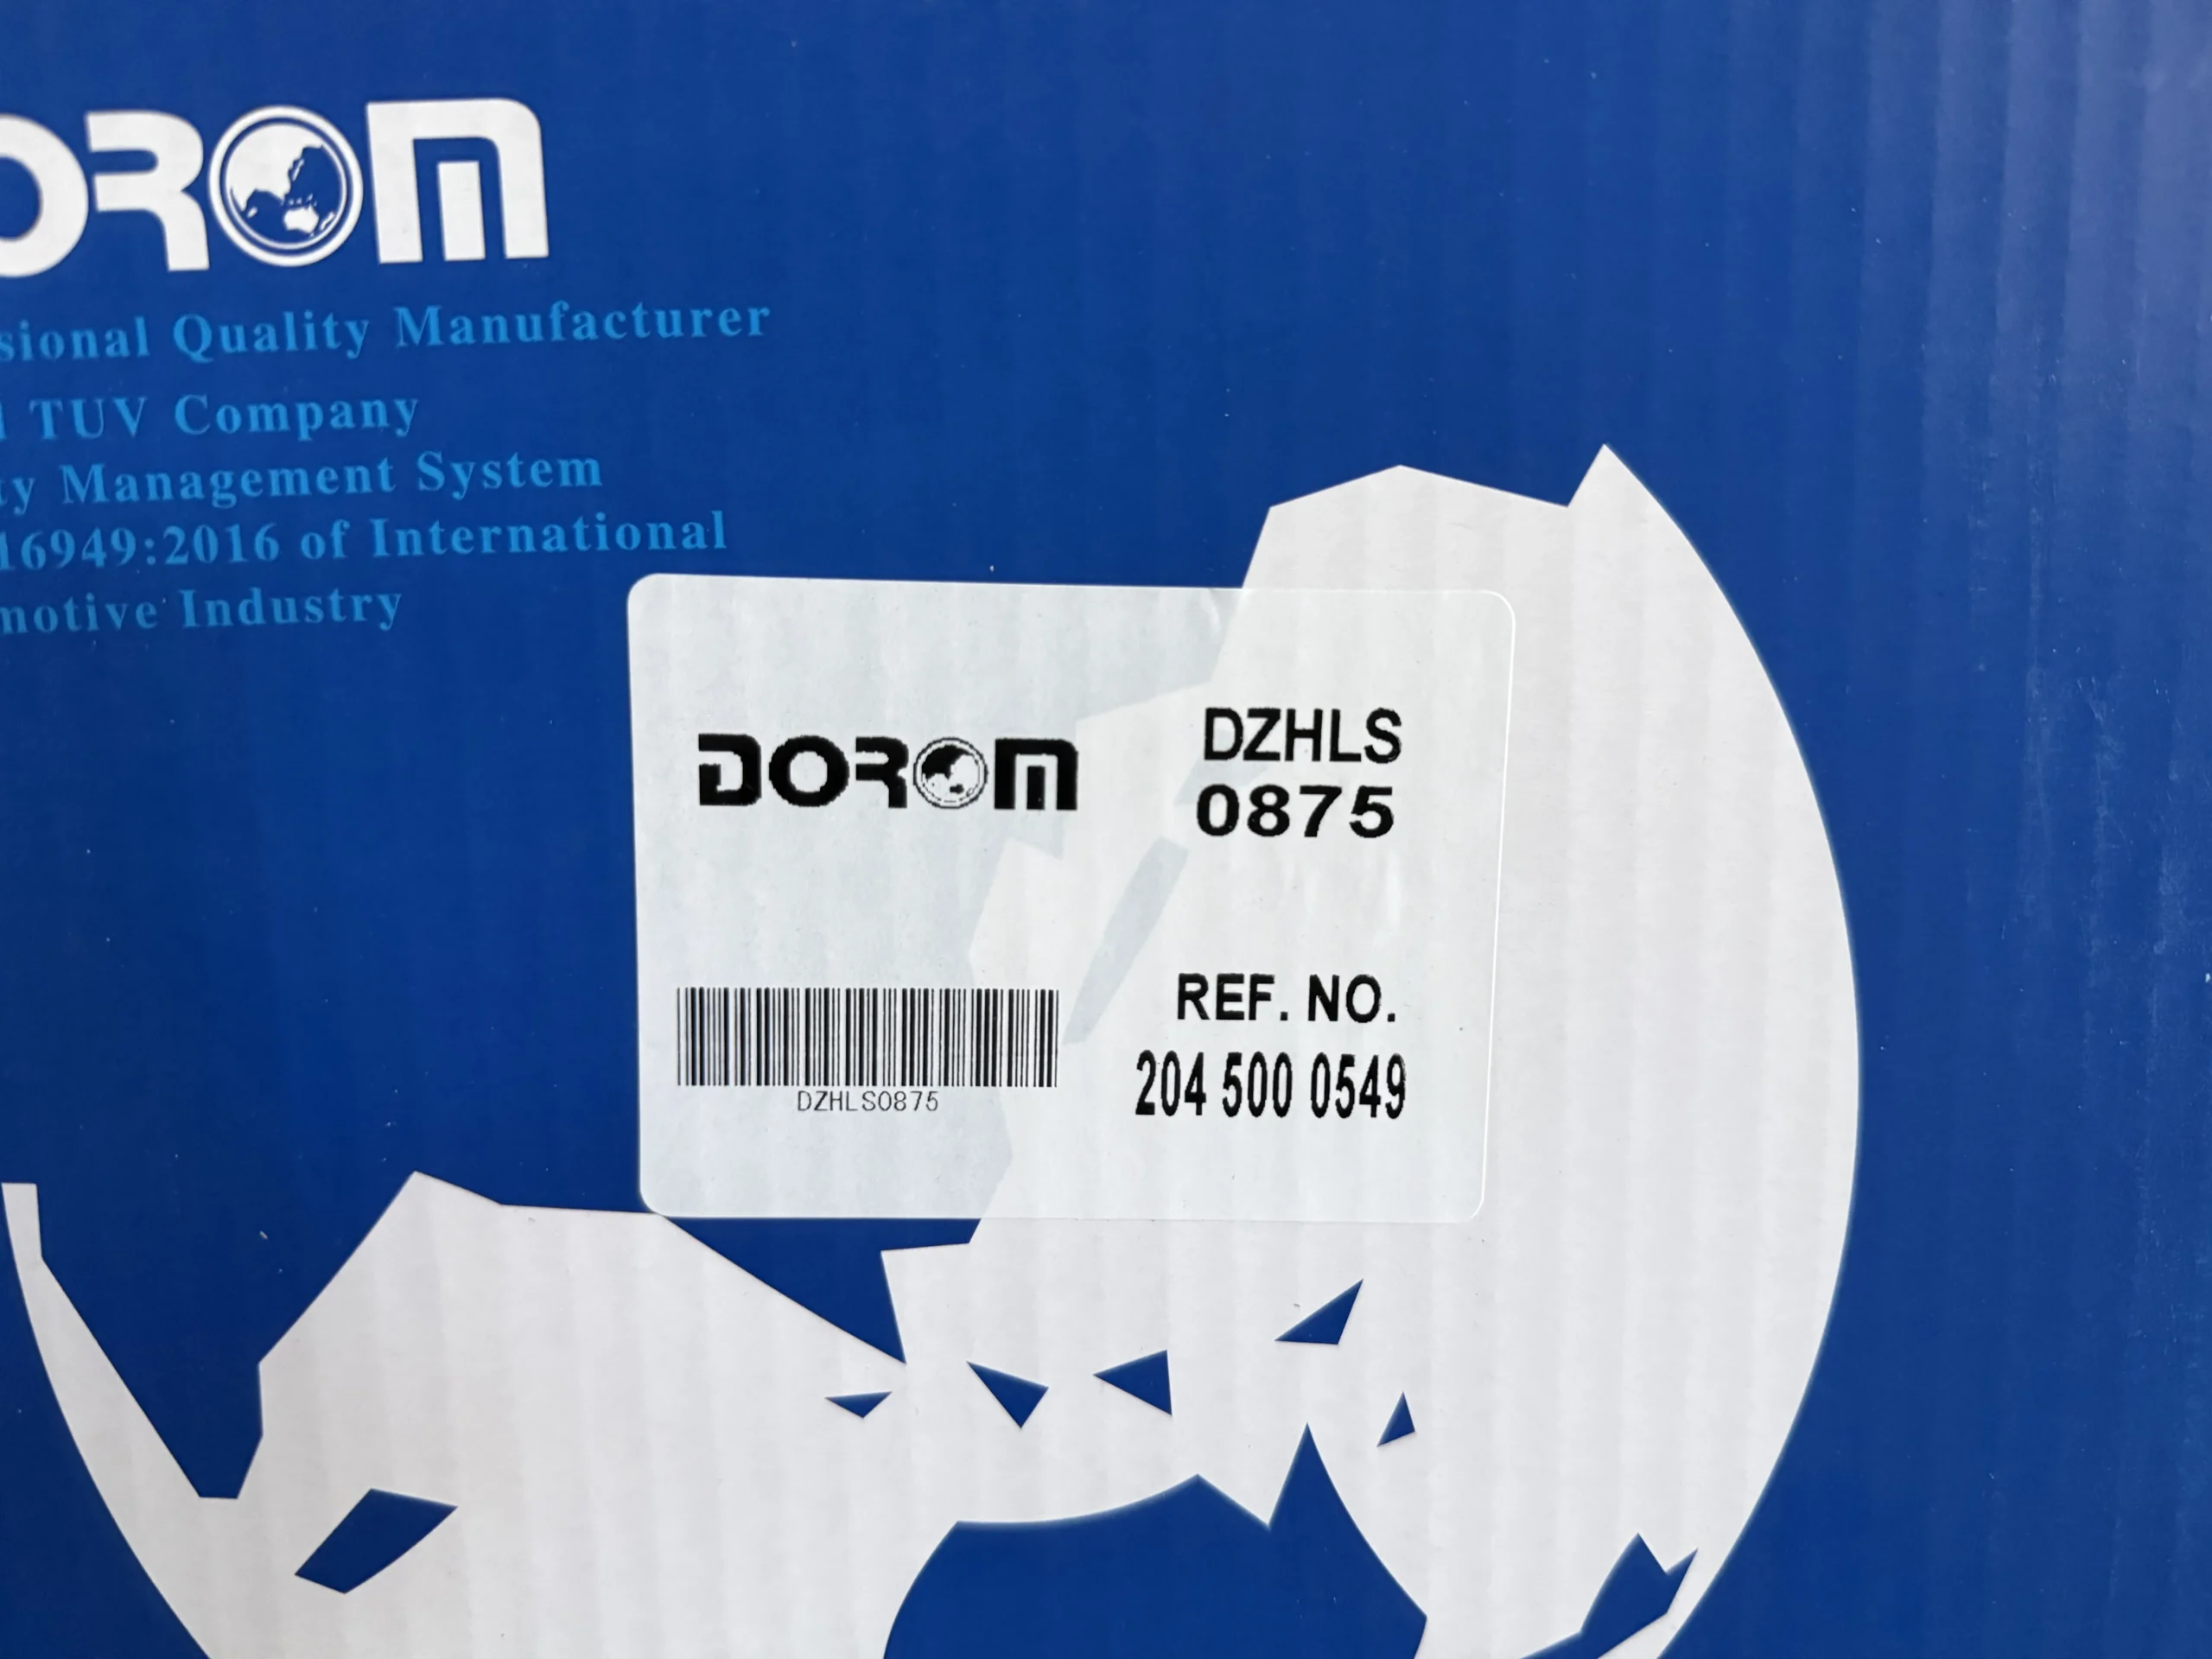 OROM
sional Quality Manufacturer
TUV Company
ty Management System
16949:2016 of International
motive Industry
DOROM
DZHLS
0875
REF. NO.
204 500 0549
DZHLS0875